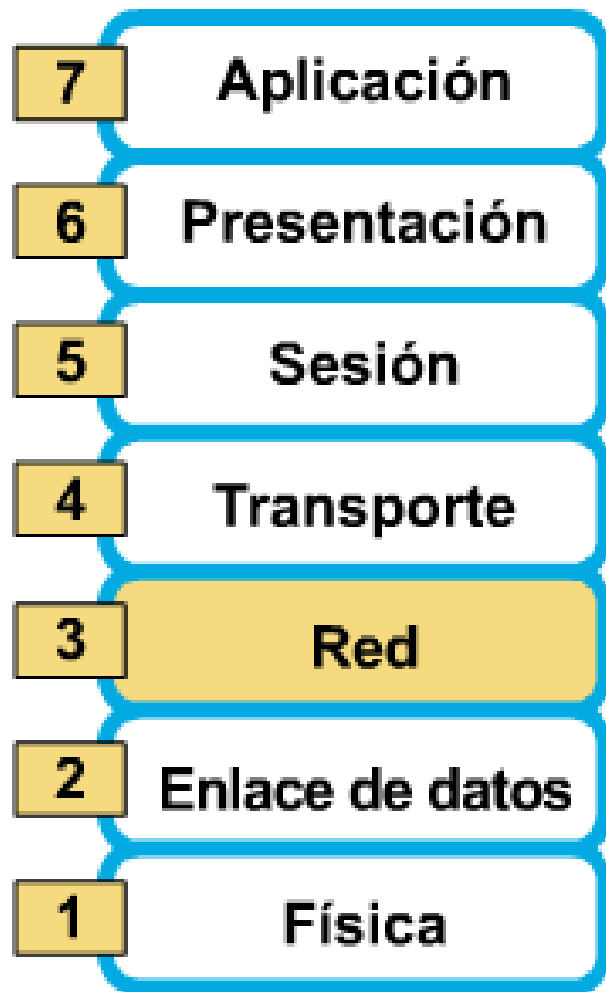 7 Aplicación
6 Presentación
5 Sesión
4 Transporte
3 Red
2 Enlace de datos
1 Física